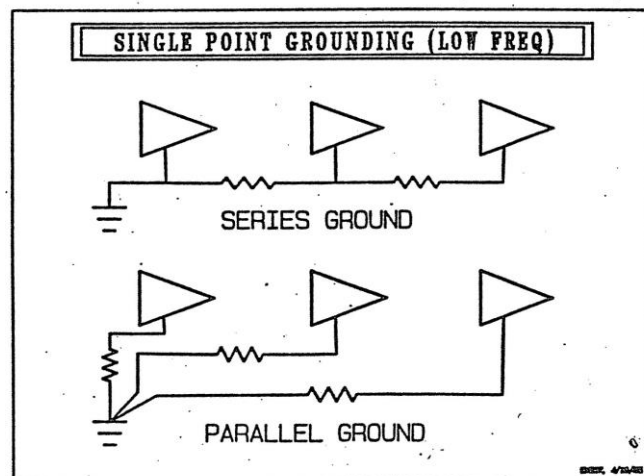 SINGLE POINT GROUNDING (LOW FREQ)
SERIES GROUND
PARALLEL GROUND